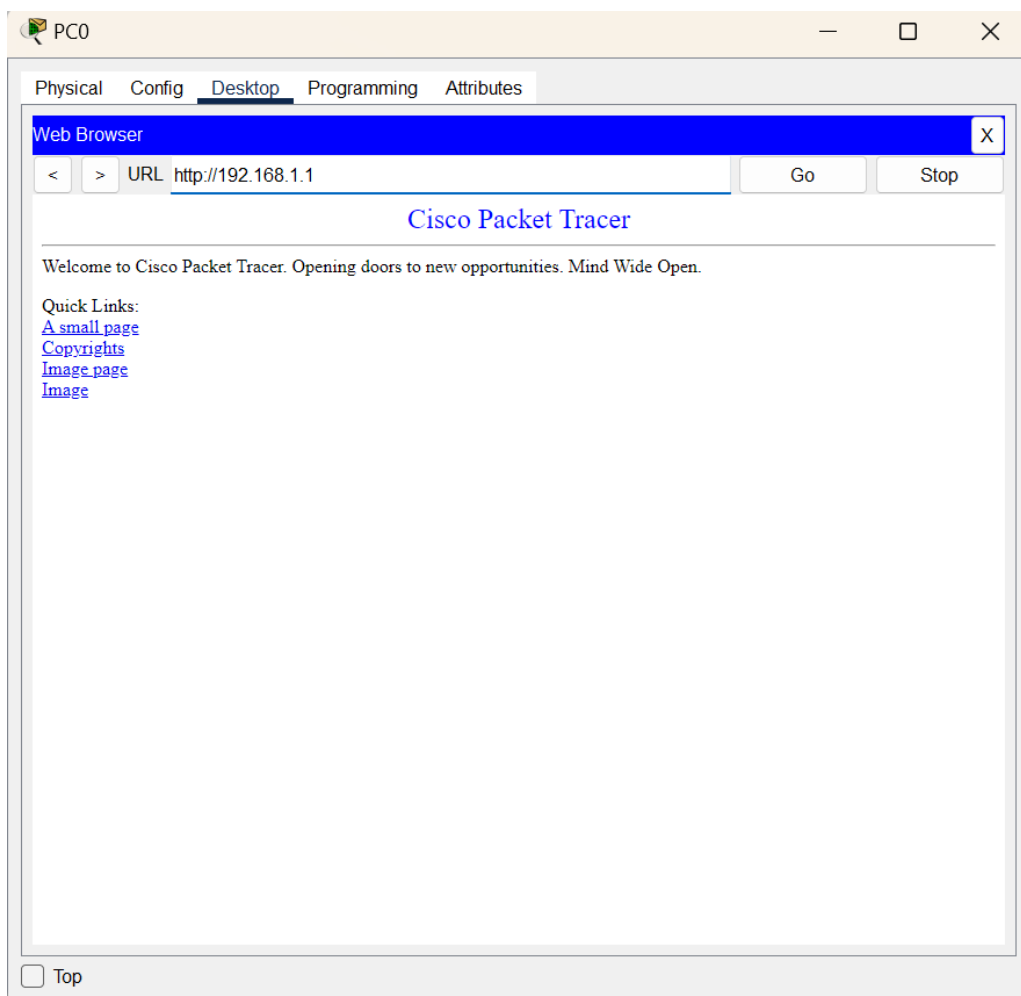 PC0
Physical Config Desktop Programming Attributes
Web Browser X
< > URL http://192.168.1.1 Go Stop
Cisco Packet Tracer
Welcome to Cisco Packet Tracer. Opening doors to new opportunities. Mind Wide Open.
Quick Links:
A small page
Copyrights
Image page
Image
Top